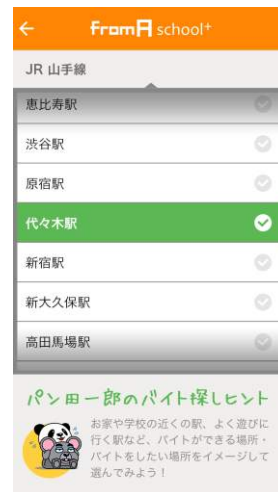 fromA school+
JR 山手線
恵比寿駅
渋谷駅
原宿駅
代々木駅
新宿駅
新大久保駅
高田馬場駅
パン田一郎のバイト探しヒント
お家や学校の近くの駅、よく遊びに
行く駅など、バイトができる場所・
バイトをしたい場所をイメージして
選んでみよう！